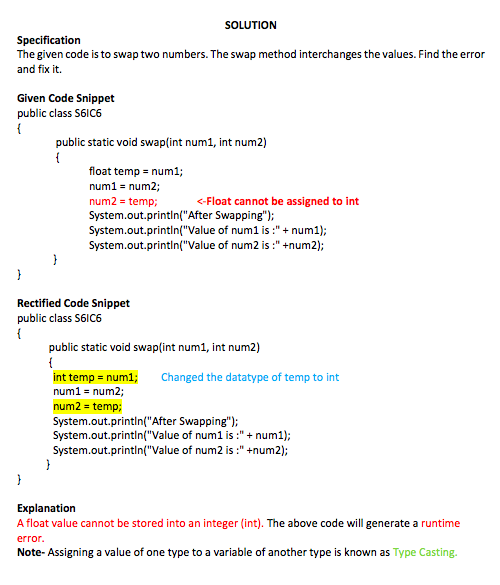 SOLUTION
Specification
The given code is to swap two numbers. The swap method interchanges the values. Find the error
and fix it.
Given Code Snippet
public class S6IC6
{
public static void swap(int num1, int num2)
{
float temp = num1;
num1 = num2;
num2 = temp; <-Float cannot be assigned to int
System.out.println("After Swapping");
System.out.println("Value of num1 is :" + num1);
System.out.println("Value of num2 is :" +num2);
}
}
Rectified Code Snippet
public class S6IC6
{
public static void swap(int num1, int num2)
{
int temp = num1; Changed the datatype of temp to int
num1 = num2;
num2 = temp;
System.out.println("After Swapping");
System.out.println("Value of num1 is :" + num1);
System.out.println("Value of num2 is :" +num2);
}
}
Explanation
A float value cannot be stored into an integer (int). The above code will generate a runtime
error.
Note- Assigning a value of one type to a variable of another type is known as Type Casting.